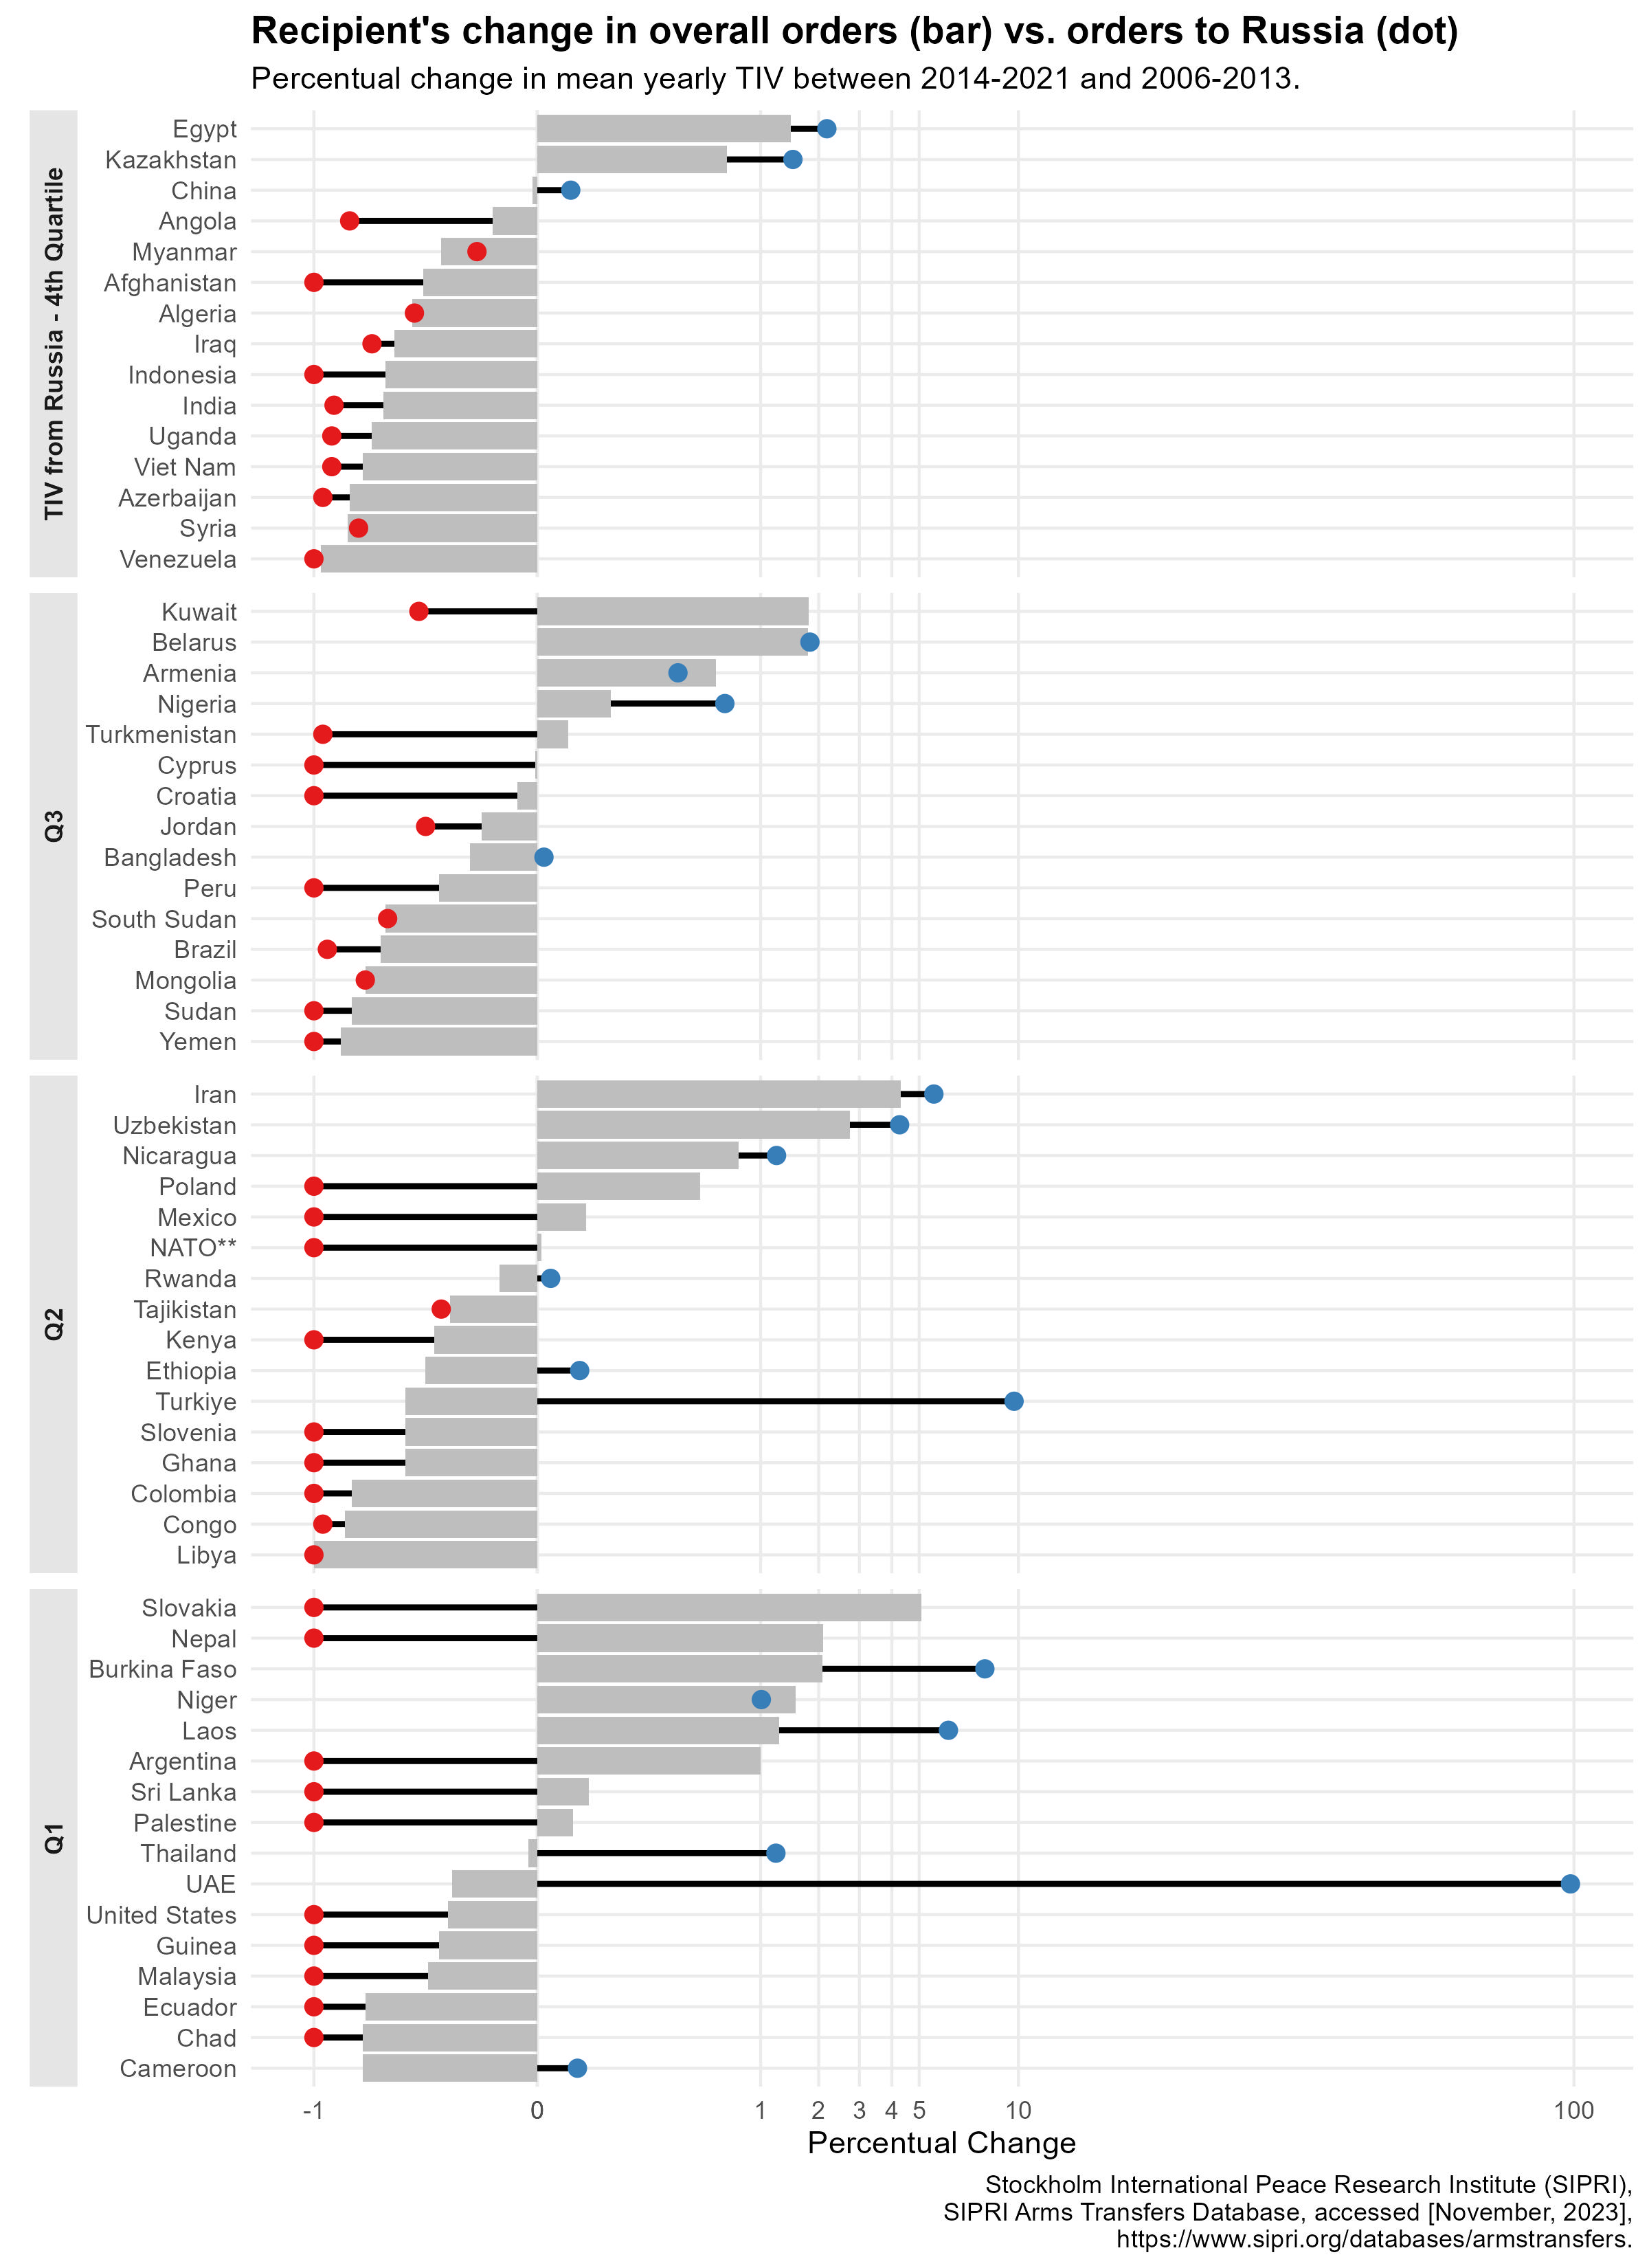 Recipient's change in overall orders (bar) vs. orders to Russia (dot)
Percentual change in mean yearly TIV between 2014-2021 and 2006-2013.
TIV from Russia - 4th Quartile
Egypt
Kazakhstan
China
Angola
Myanmar
Afghanistan
Algeria
Iraq
Indonesia
India
Uganda
Viet Nam
Azerbaijan
Syria
Venezuela
Q3
Kuwait
Belarus
Armenia
Nigeria
Turkmenistan
Cyprus
Croatia
Jordan
Bangladesh
Peru
South Sudan
Brazil
Mongolia
Sudan
Yemen
Q2
Iran
Uzbekistan
Nicaragua
Poland
Mexico
NATO**
Rwanda
Tajikistan
Kenya
Ethiopia
Turkiye
Slovenia
Ghana
Colombia
Congo
Libya
Q1
Slovakia
Nepal
Burkina Faso
Niger
Laos
Argentina
Sri Lanka
Palestine
Thailand
UAE
United States
Guinea
Malaysia
Ecuador
Chad
Cameroon
-1 0 1 2 3 4 5 10 100
Percentual Change
Stockholm International Peace Research Institute (SIPRI),
SIPRI Arms Transfers Database, accessed [November, 2023],
https://www.sipri.org/databases/armstransfers.